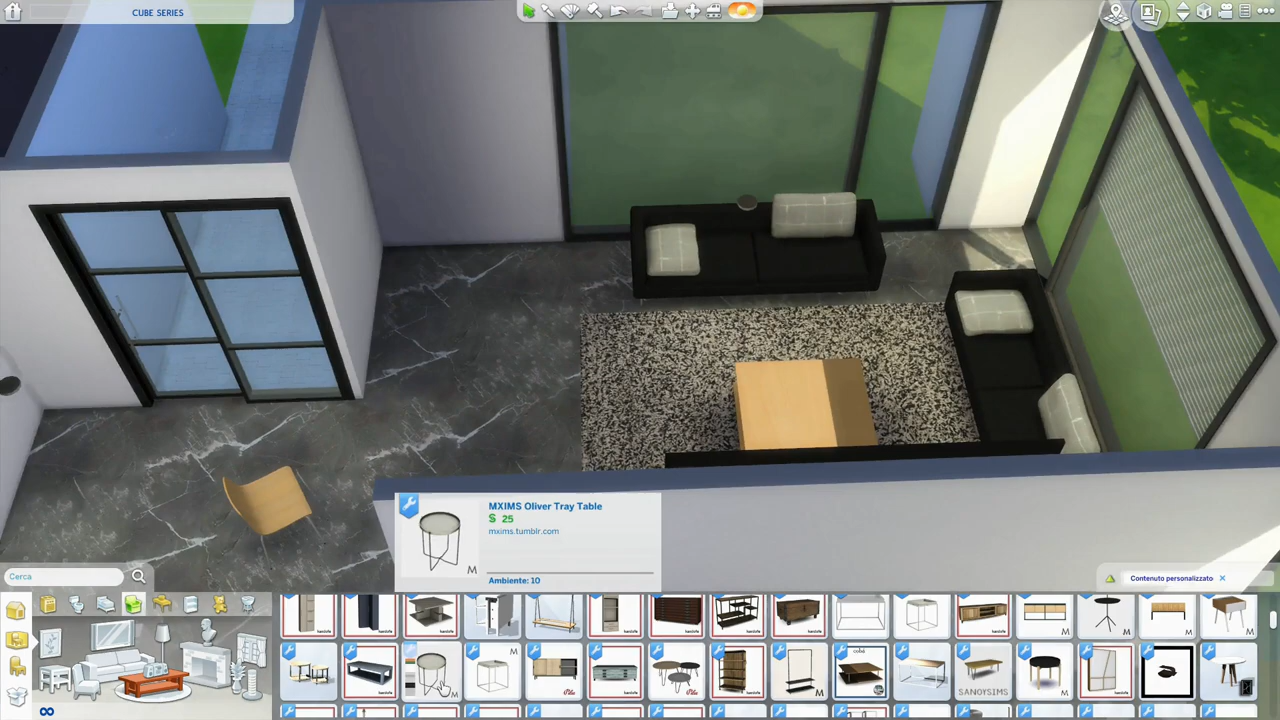 CUBE SERIES
MXIMS Oliver Tray Table
$ 25
mxims.tumblr.com
M
Ambiente: 10
Cerca
Contenuto personalizzato
SANOYSIMS